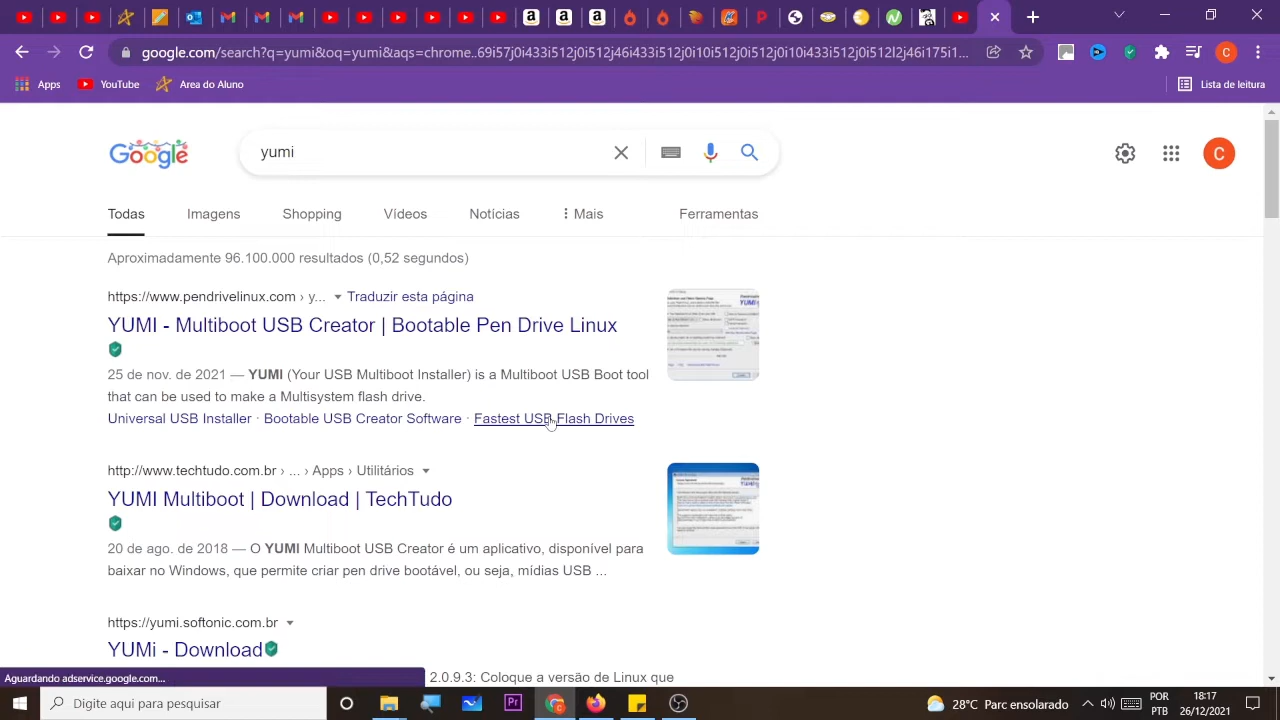 google.com/search?q=yumi&oq=yumi&aqs=chrome..69i57j0i433i512j0i512j46i433i512j0i10i512j0i512j0i10i433i512j0i512l2j46i175i1...
Apps YouTube Area do Aluno Lista de leitura
Google yumi C
Todas Imagens Shopping Vídeos Notícias Mais Ferramentas
Aproximadamente 96.100.000 resultados (0,52 segundos)
https://www.pendrivelinux.com › y... Traduzir esta página
YUMI - Multiboot USB Creator | Boot Pen Drive Linux
25 de nov. de 2021 — YUMI (Your USB Multiboot is a Multiboot USB Boot tool
that can be used to make a Multisystem flash drive.
Universal USB Installer · Bootable USB Creator Software · Fastest USB Flash Drives
http://www.techtudo.com.br › ... › Apps › Utilitários
YUMI Multiboot | Download | TechTudo
20 de ago. de 2018 — O YUMI Multiboot USB Creator é um aplicativo, disponível para
baixar no Windows, que permite criar pen drive bootável, ou seja, mídias USB ...
https://yumi.softonic.com.br
YUMi - Download
2.0.9.3: Coloque a versão de Linux que
Aguardando adservice.google.com...
Digite aqui para pesquisar
28°C Parc ensolarado
POR
PTB
18:17
26/12/2021